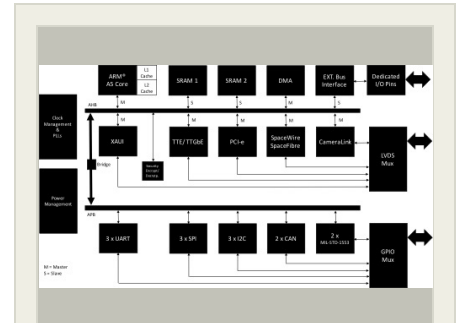 ARM®
A5 Core
L1
Cache
L2
Cache
SRAM 1
SRAM 2
DMA
EXT. Bus
Interface
Dedicated
I/O Pins
M
S
S
M
S
AHB
Clock
Management
&
PLLs
M
M
M
M
M
XAUI
TTE/TTGbE
PCI-e
SpaceWire
SpaceFibre
CameraLink
LVDS
Mux
Bridge
Power
Management
APB
3 x UART
3 x SPI
3 x I2C
2 x CAN
2 x
MIL-STD-1553
GPIO
Mux
M = Master
S = Slave